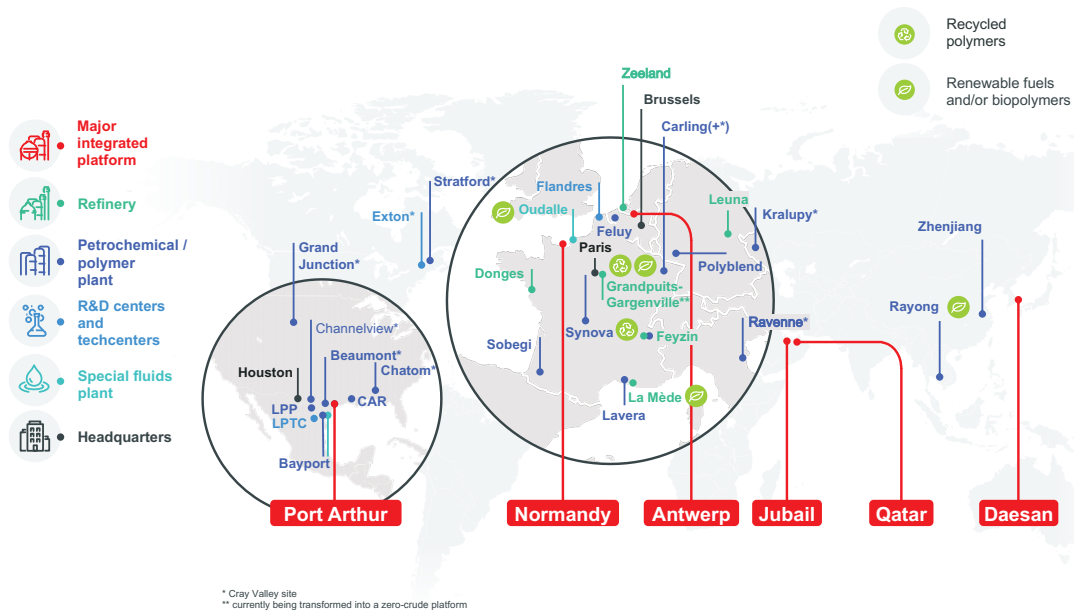 Recycled
polymers
Renewable fuels
and/or biopolymers
Major
integrated
platform
Refinery
Petrochemical /
polymer
plant
R&D centers
and
techcenters
Special fluids
plant
Headquarters
Zeeland
Brussels
Carling(+*)
Stratford*
Exton*
Flandres
Oudalle
Feluy
Leuna
Kralupy*
Paris
Polyblend
Donges
Grandpuits-
Gargenville**
Grand
Junction*
Channelview*
Beaumont*
Chatom*
Houston
CAR
LPP
LPTC
Bayport
Synova
Feyzin
Sobegi
Ravenne*
La Mède
Lavera
Zhenjiang
Rayong
Port Arthur
Normandy
Antwerp
Jubail
Qatar
Daesan
* Cray Valley site
** currently being transformed into a zero-crude platform